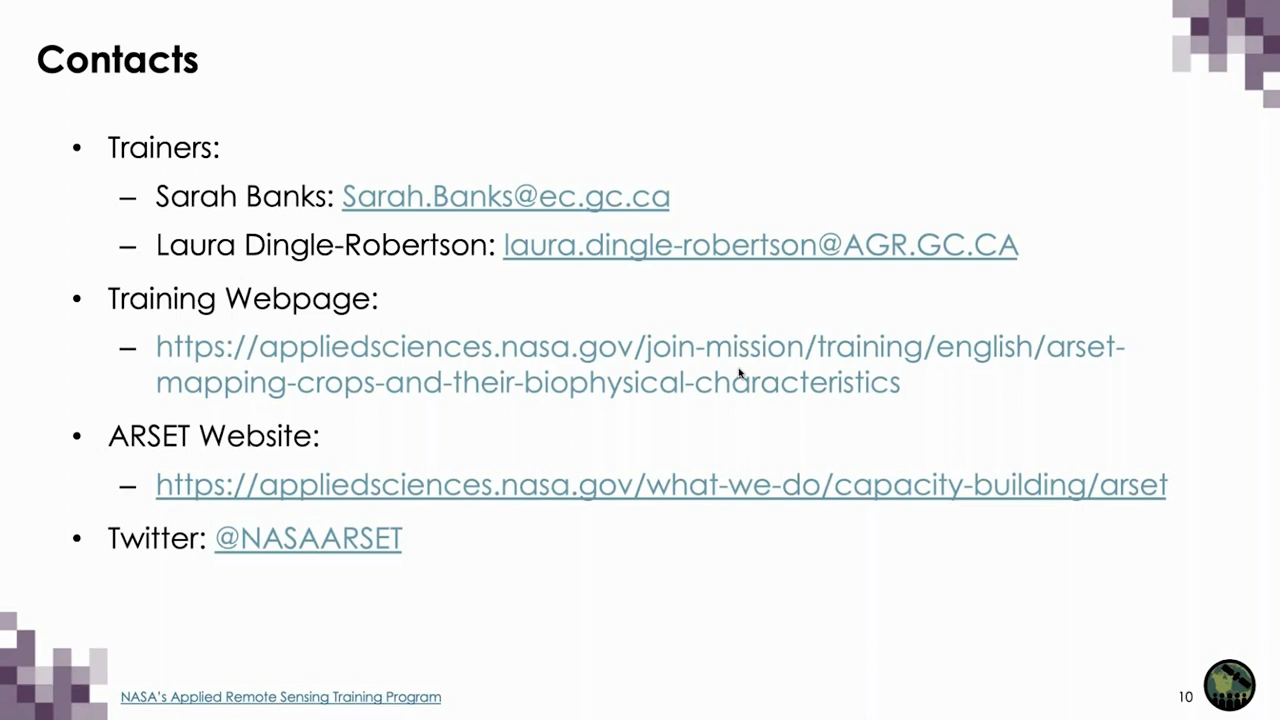 Contacts
• Trainers:
– Sarah Banks: Sarah.Banks@ec.gc.ca
– Laura Dingle-Robertson: laura.dingle-robertson@AGR.GC.CA
• Training Webpage:
– https://appliedsciences.nasa.gov/join-mission/training/english/arset-
mapping-crops-and-their-biophysical-characteristics
• ARSET Website:
– https://appliedsciences.nasa.gov/what-we-do/capacity-building/arset
• Twitter: @NASAARSET
NASA's Applied Remote Sensing Training Program
10